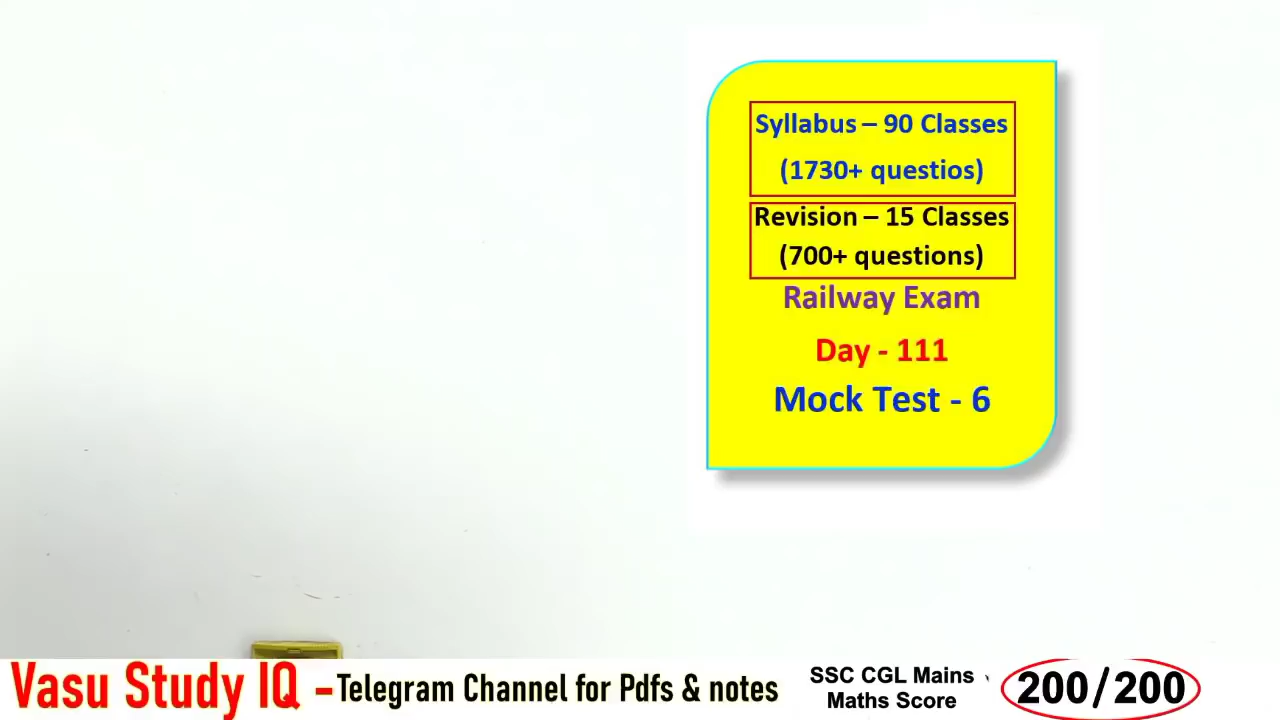 Syllabus – 90 Classes
(1730+ questios)
Revision – 15 Classes
(700+ questions)
Railway Exam
Day - 111
Mock Test - 6
Vasu Study IQ - Telegram Channel for Pdfs & notes
SSC CGL Mains
Maths Score
200/200